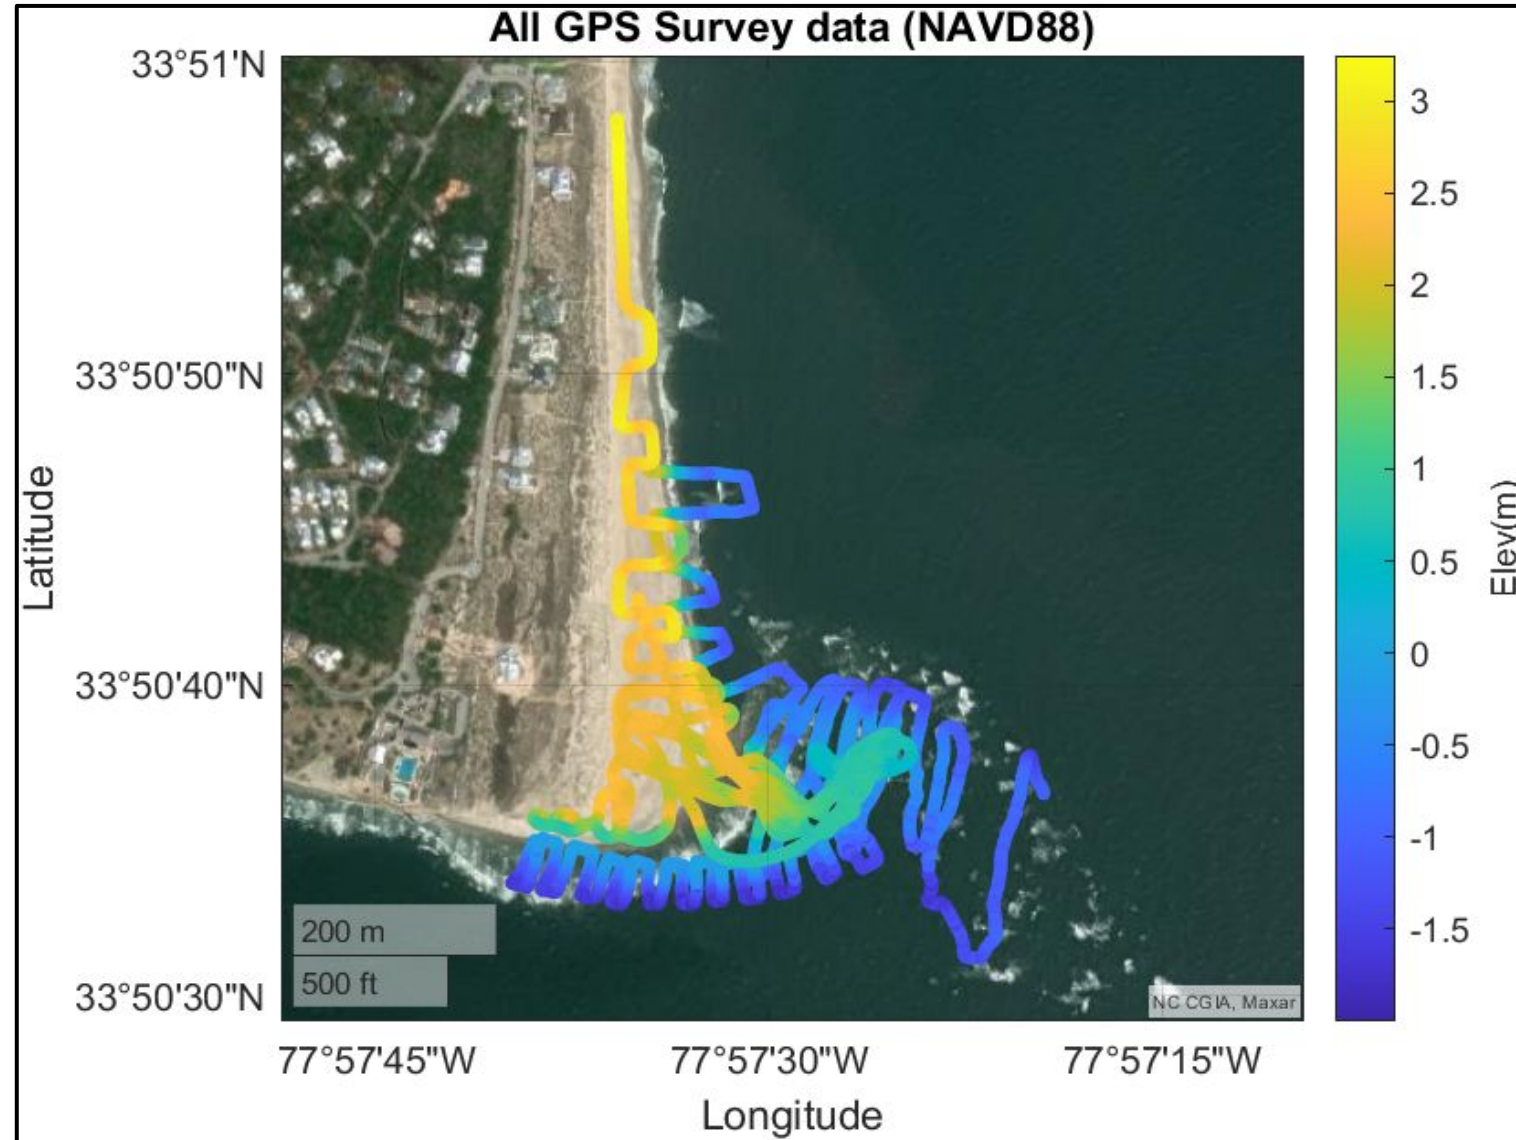 All GPS Survey data (NAVD88)
33°51'N
33°50'50"N
33°50'40"N
33°50'30"N
Latitude
200 m
500 ft
NC CGIA, Maxar
77°57'45"W
77°57'30"W
77°57'15"W
Longitude
3
2.5
2
1.5
1
0.5
0
-0.5
-1
-1.5
Elev(m)